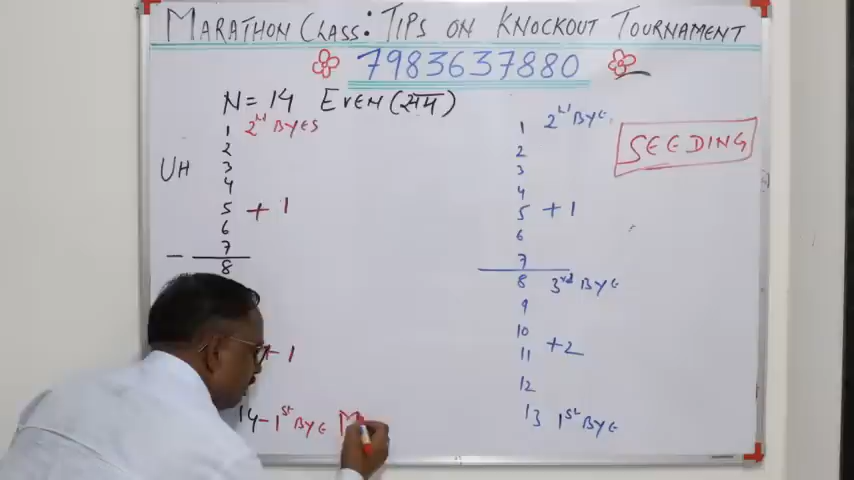 MARATHON CLASS: TIPS ON KNOCKOUT TOURNAMENT
7983637880
N = 14 EVEN (सम)
1 2nd BYES
2
UH 3
4
5 + 1
6
- 7
8
+ 1
14 - 1st BYE
1 2nd BYE
2
3
4
5 + 1
6
7
8 3rd BYE
9
10
11 +2
12
13 1st BYE
SEEDING